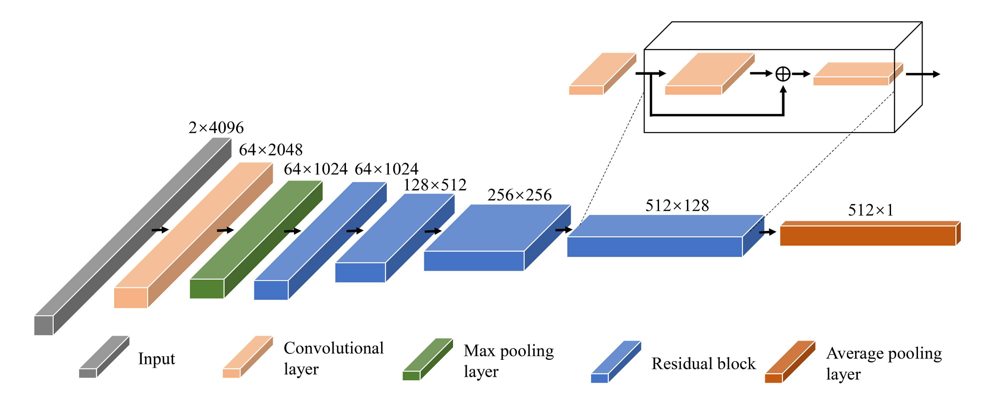 2×4096
64×2048
64×1024
64×1024
128×512
256×256
512×128
512×1
Input
Convolutional
layer
Max pooling
layer
Residual block
Average pooling
layer